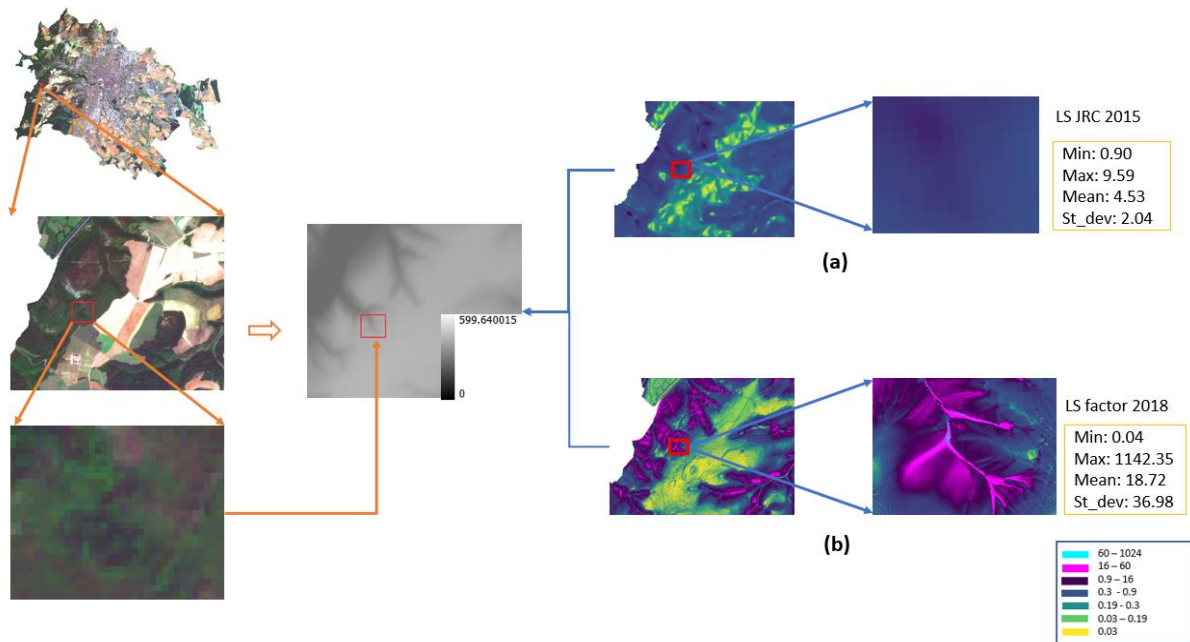 LS JRC 2015
Min: 0.90
Max: 9.59
Mean: 4.53
St_dev: 2.04
(a)
599.640015
0
LS factor 2018
Min: 0.04
Max: 1142.35
Mean: 18.72
St_dev: 36.98
(b)
60 – 1024
16 – 60
0.9 – 16
0.3 - 0.9
0.19 - 0.3
0.03 – 0.19
0.03